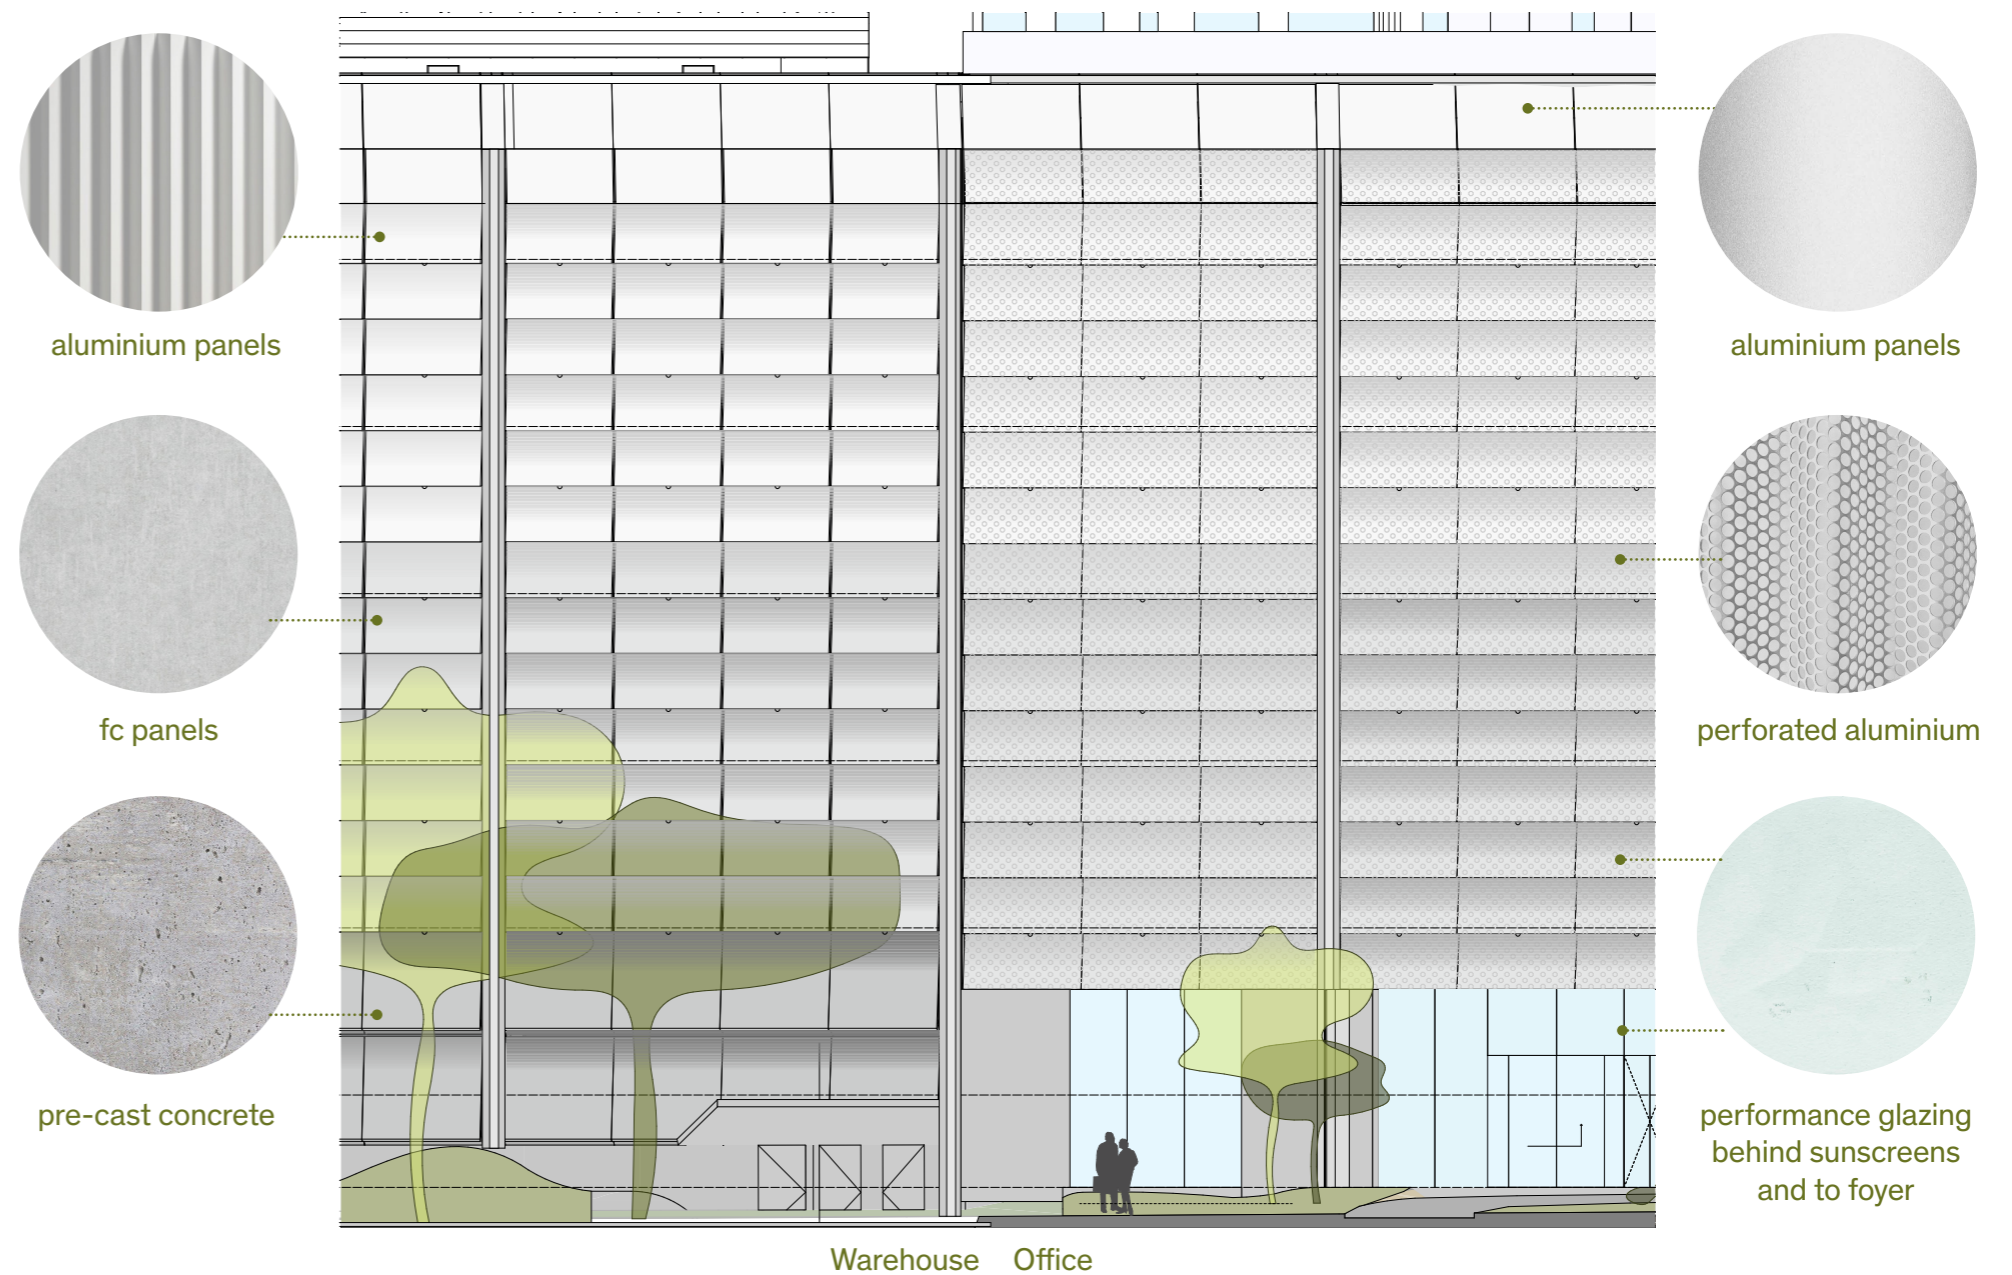 aluminium panels
aluminium panels
fc panels
perforated aluminium
pre-cast concrete
performance glazing
behind sunscreens
and to foyer
Warehouse
Office